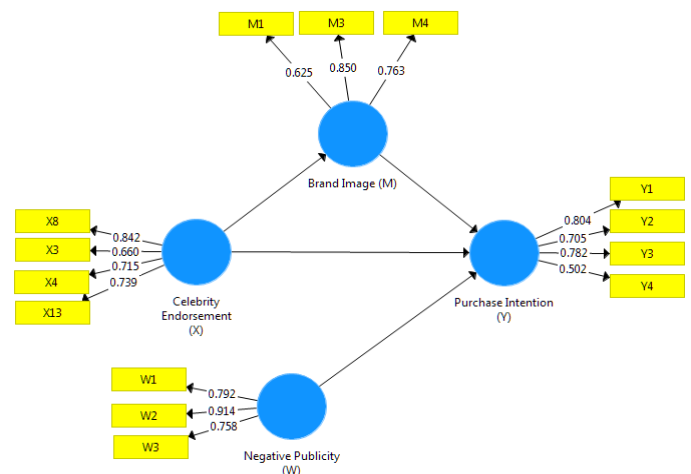 M1
M3
M4
0.625
0.850
0.763
Brand Image (M)
X8
X3
X4
X13
0.842
0.660
0.715
0.739
Celebrity
Endorsement
(X)
Y1
Y2
Y3
Y4
0.804
0.705
0.782
0.502
Purchase Intention
(Y)
W1
W2
W3
0.792
0.914
0.758
Negative Publicity
(W)